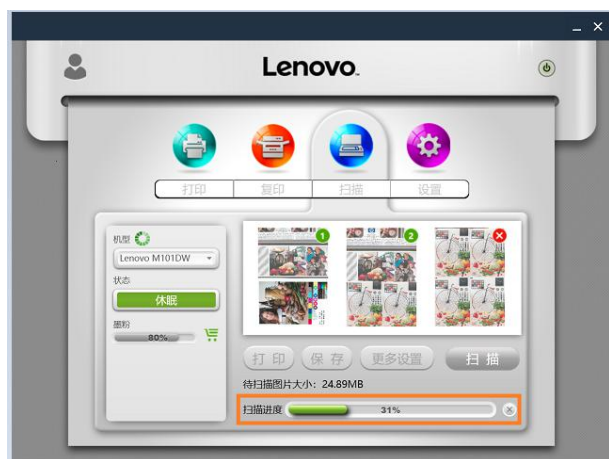 Lenovo
打印
复印
扫描
设置
机型
Lenovo M101DW
状态
休眠
墨粉
80%
1
2
打印
保存
更多设置
扫描
待扫描图片大小：24.89MB
扫描进度
31%